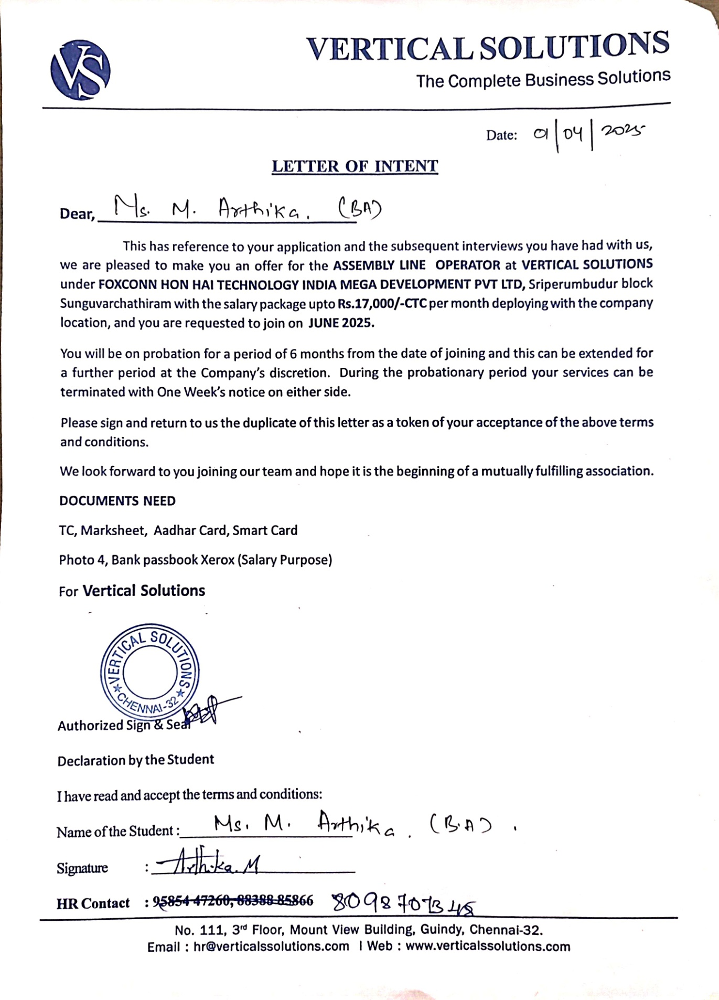 VS
VERTICAL SOLUTIONS
The Complete Business Solutions
Date: 01/04/2025
LETTER OF INTENT
Dear, Ms. M. Arthika. (BA)
This has reference to your application and the subsequent interviews you have had with us,
we are pleased to make you an offer for the ASSEMBLY LINE OPERATOR at VERTICAL SOLUTIONS
under FOXCONN HON HAI TECHNOLOGY INDIA MEGA DEVELOPMENT PVT LTD, Sriperumbudur block
Sunguvarchathiram with the salary package upto Rs.17,000/-CTC per month deploying with the company
location, and you are requested to join on JUNE 2025.
You will be on probation for a period of 6 months from the date of joining and this can be extended for
a further period at the Company's discretion. During the probationary period your services can be
terminated with One Week's notice on either side.
Please sign and return to us the duplicate of this letter as a token of your acceptance of the above terms
and conditions.
We look forward to you joining our team and hope it is the beginning of a mutually fulfilling association.
DOCUMENTS NEED
TC, Marksheet, Aadhar Card, Smart Card
Photo 4, Bank passbook Xerox (Salary Purpose)
For Vertical Solutions
VERTICAL SOLUTIONS
★ CHENNAI-32 ★
Authorized Sign & Seal
Declaration by the Student
I have read and accept the terms and conditions:
Name of the Student : Ms. M. Arthika. (B.A).
Signature : Arthika. M
HR Contact : 95854 47260, 88388 85866 8098707348
No. 111, 3rd Floor, Mount View Building, Guindy, Chennai-32.
Email : hr@verticalssolutions.com | Web : www.verticalssolutions.com